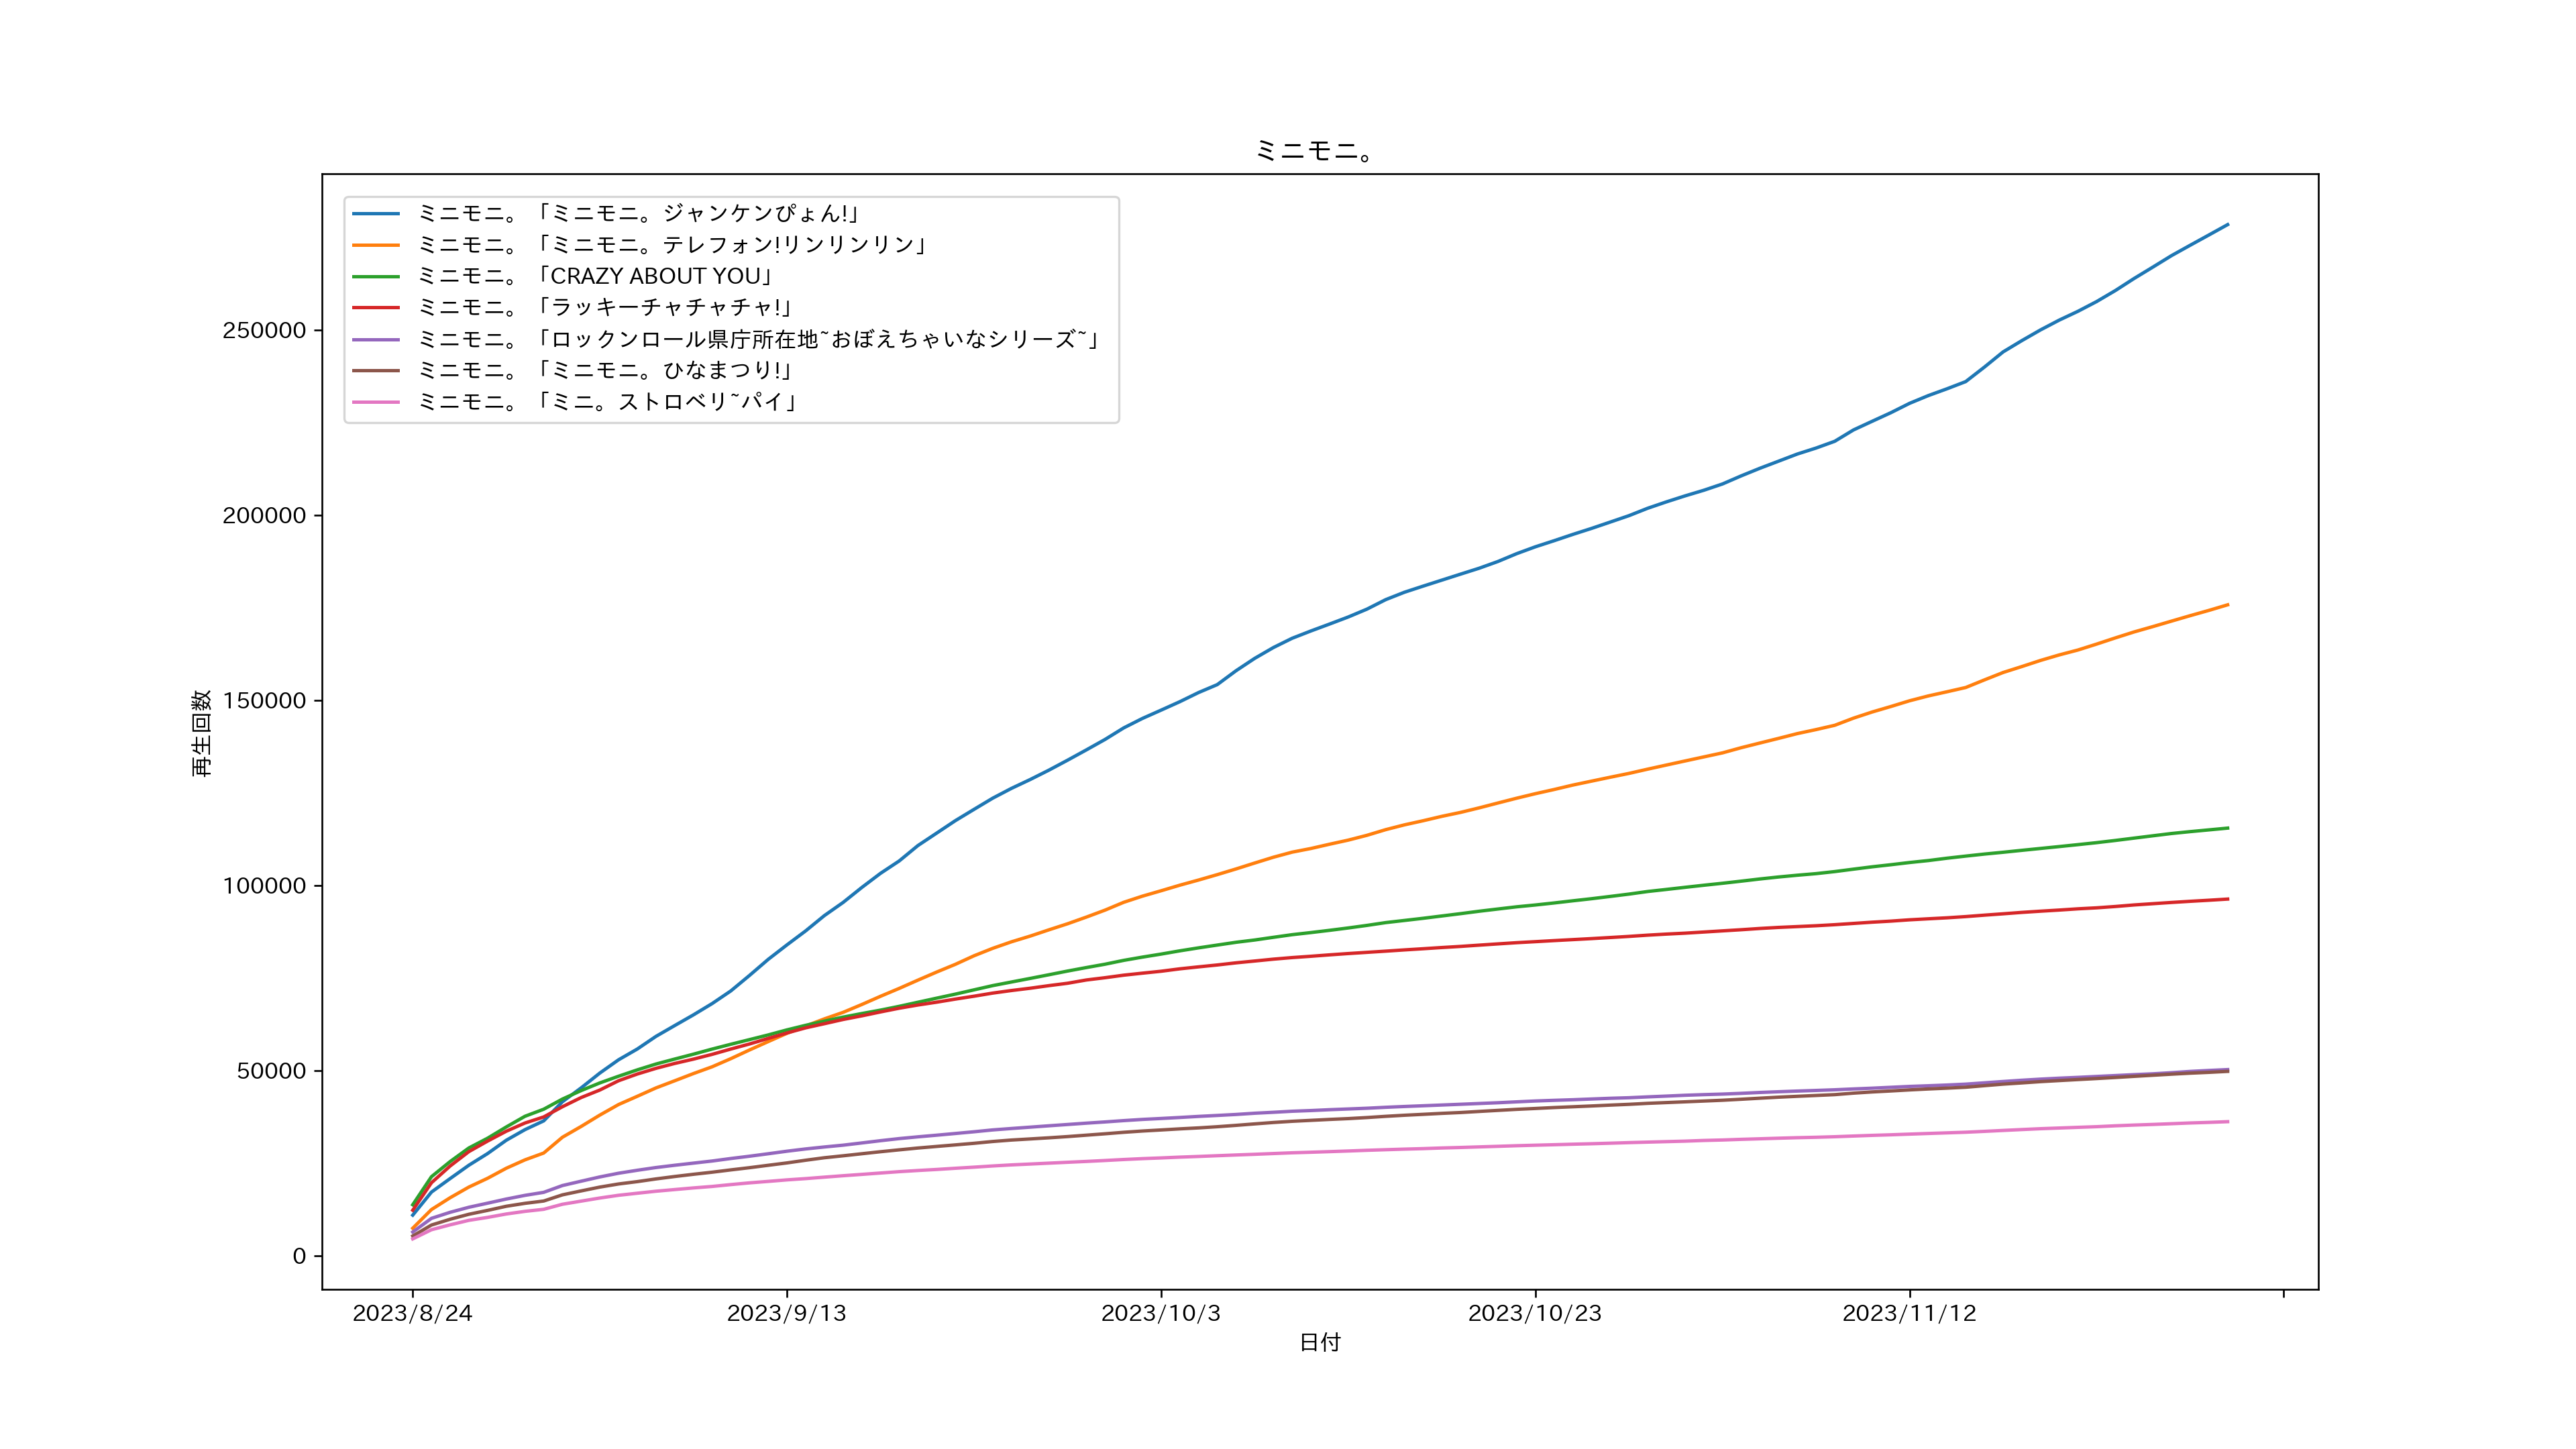 ミニモニ。
ミニモニ。「ミニモニ。ジャンケンぴょん!」
ミニモニ。「ミニモニ。テレフォン!リンリンリン」
ミニモニ。「CRAZY ABOUT YOU」
ミニモニ。「ラッキーチャチャチャ!」
ミニモニ。「ロックンロール県庁所在地~おぼえちゃいなシリーズ~」
ミニモニ。「ミニモニ。ひなまつり!」
ミニモニ。「ミニ。ストロベリ~パイ」
再生回数
250000
200000
150000
100000
50000
0
2023/8/24
2023/9/13
2023/10/3
2023/10/23
2023/11/12
日付